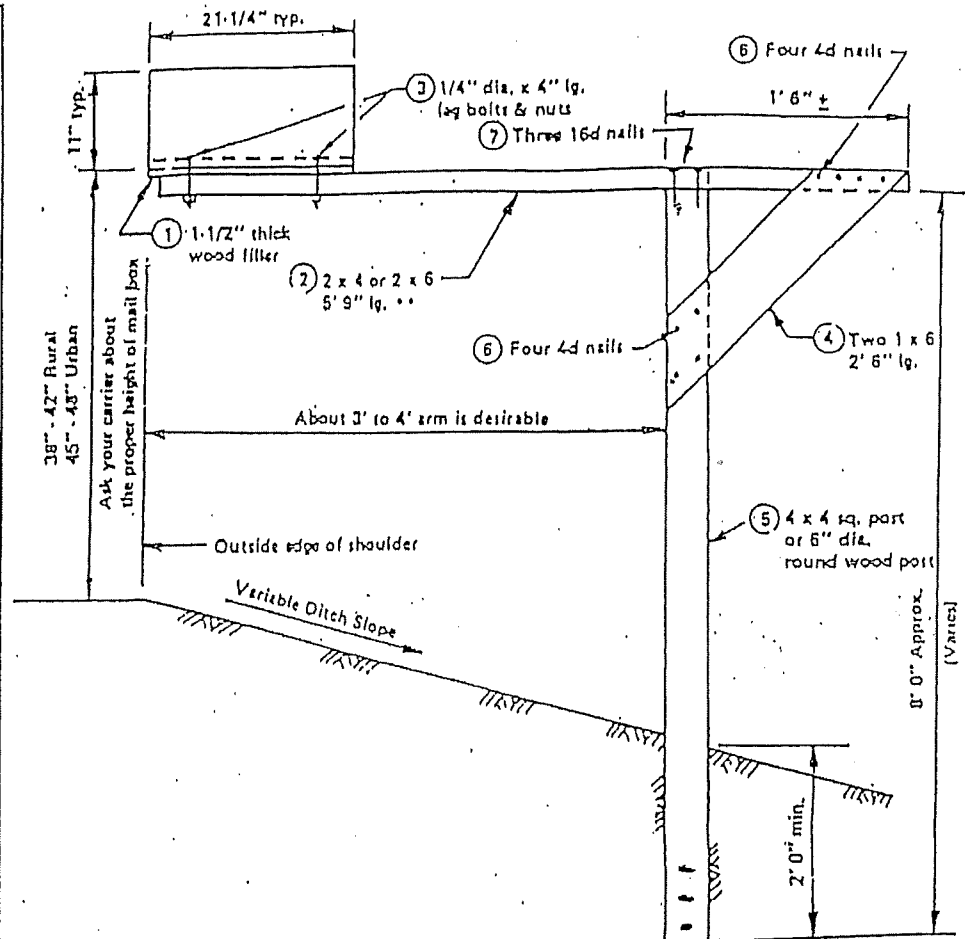 21-1/4" typ.
11" typ.
③ 1/4" dia. x 4" lg.
lag bolts & nuts
⑥ Four 4d nails
1' 6" ±
⑦ Three 16d nails
① 1-1/2" thick
wood filler
② 2 x 4 or 2 x 6
5' 9" lg. **
⑥ Four 4d nails
④ Two 1 x 6
2' 6" lg.
38" - 42" Rural
45" - 48" Urban
Ask your carrier about
the proper height of mail box
About 3' to 4' arm is desirable
⑤ 4 x 4 sq. post
or 6" dia.
round wood post
Outside edge of shoulder
Variable Ditch Slope
8' 0" Approx.
(Varies)
2' 0" min.